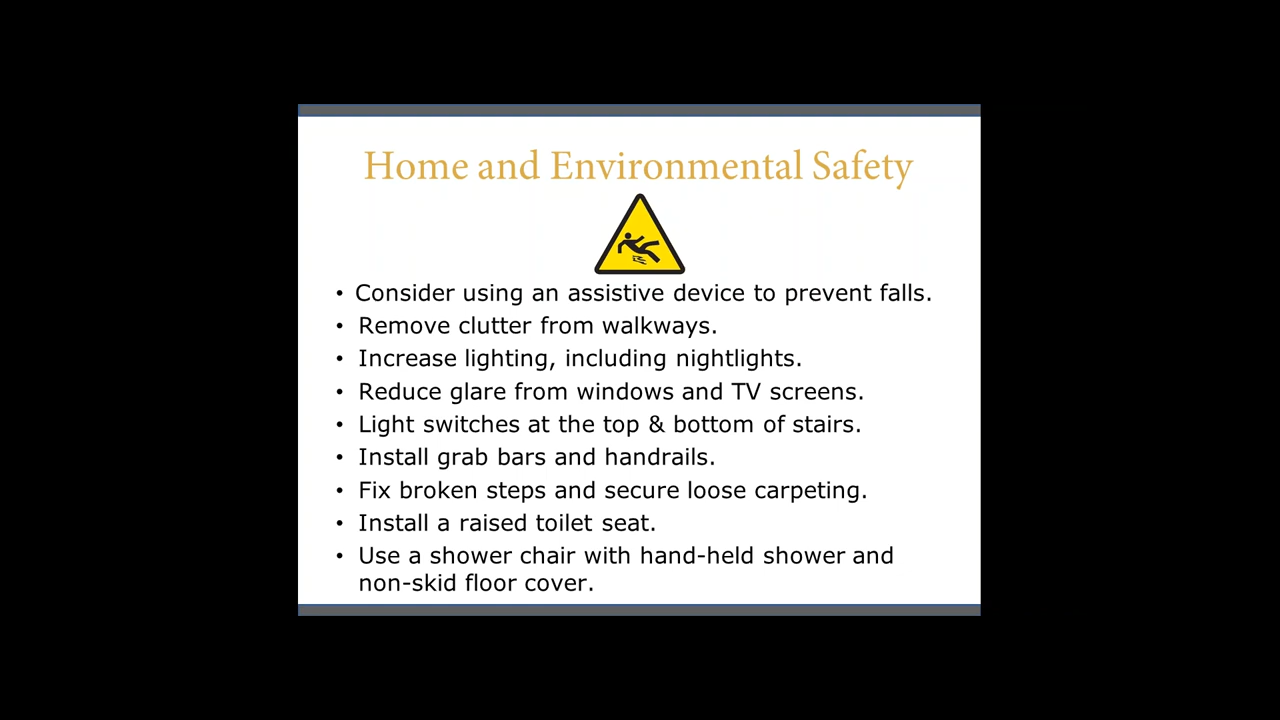 Home and Environmental Safety
• Consider using an assistive device to prevent falls.
• Remove clutter from walkways.
• Increase lighting, including nightlights.
• Reduce glare from windows and TV screens.
• Light switches at the top & bottom of stairs.
• Install grab bars and handrails.
• Fix broken steps and secure loose carpeting.
• Install a raised toilet seat.
• Use a shower chair with hand-held shower and
non-skid floor cover.